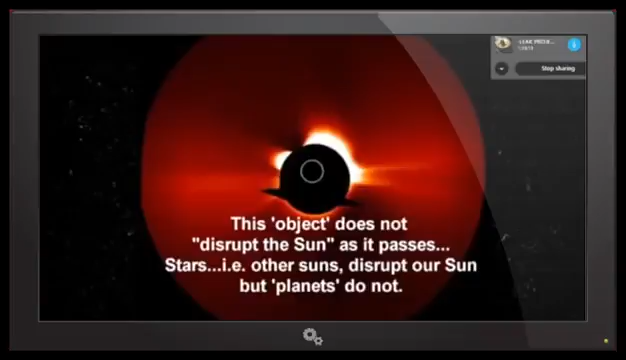 Stop sharing
This 'object' does not
"disrupt the Sun" as it passes...
Stars...i.e. other suns, disrupt our Sun
but 'planets' do not.